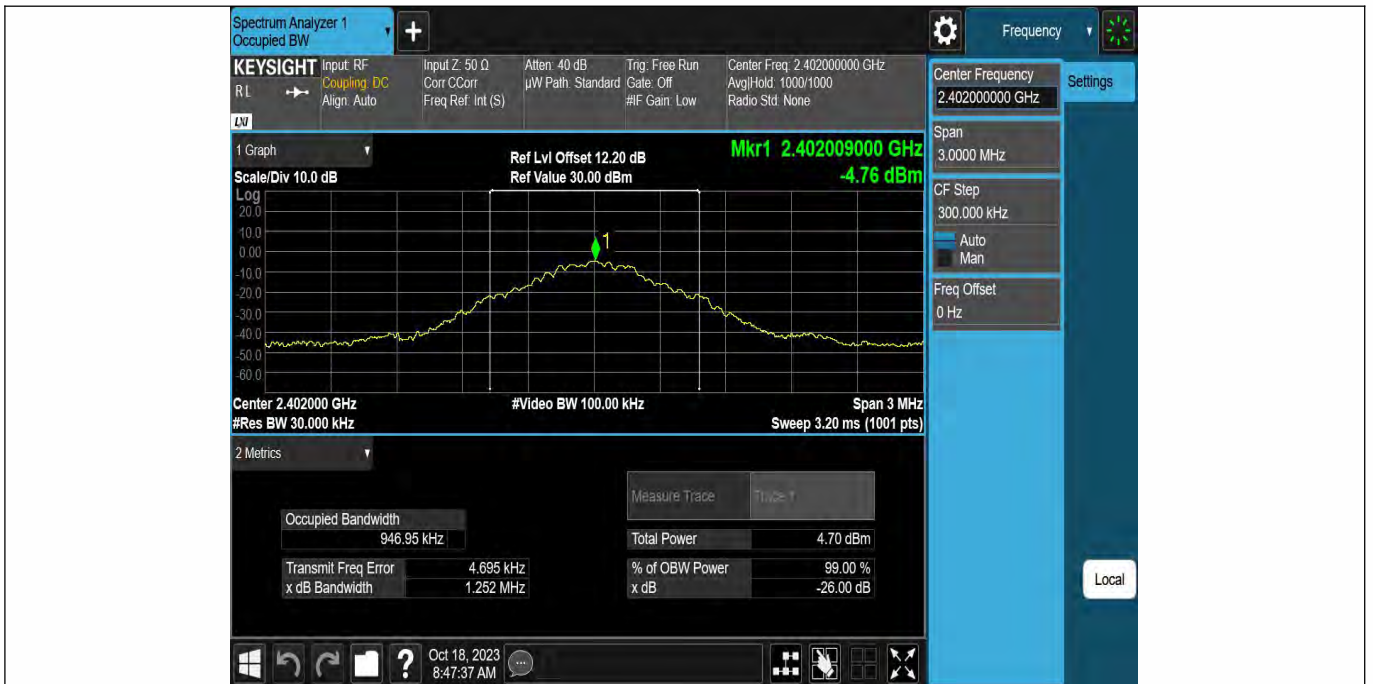 Spectrum Analyzer 1
Occupied BW
+
Frequency
KEYSIGHT
RL
LXI
Input: RF
Coupling: DC
Align: Auto
Input Z: 50 Ω
Corr CCorr
Freq Ref: Int (S)
Atten: 40 dB
µW Path: Standard
Trig: Free Run
Gate: Off
#IF Gain: Low
Center Freq: 2.402000000 GHz
Avg|Hold: 1000/1000
Radio Std: None
Center Frequency
2.402000000 GHz
Settings
Span
3.0000 MHz
CF Step
300.000 kHz
Auto
Man
Freq Offset
0 Hz
Local
1 Graph
Scale/Div 10.0 dB
Ref Lvl Offset 12.20 dB
Ref Value 30.00 dBm
Mkr1 2.402009000 GHz
-4.76 dBm
Log
20.0
10.0
0.00
-10.0
-20.0
-30.0
-40.0
-50.0
-60.0
1
Center 2.402000 GHz
#Video BW 100.00 kHz
Span 3 MHz
#Res BW 30.000 kHz
Sweep 3.20 ms (1001 pts)
2 Metrics
Measure Trace
Trace 1
Occupied Bandwidth
946.95 kHz
Total Power 4.70 dBm
Transmit Freq Error 4.695 kHz
% of OBW Power 99.00 %
x dB Bandwidth 1.252 MHz
x dB -26.00 dB
?
Oct 18, 2023
8:47:37 AM